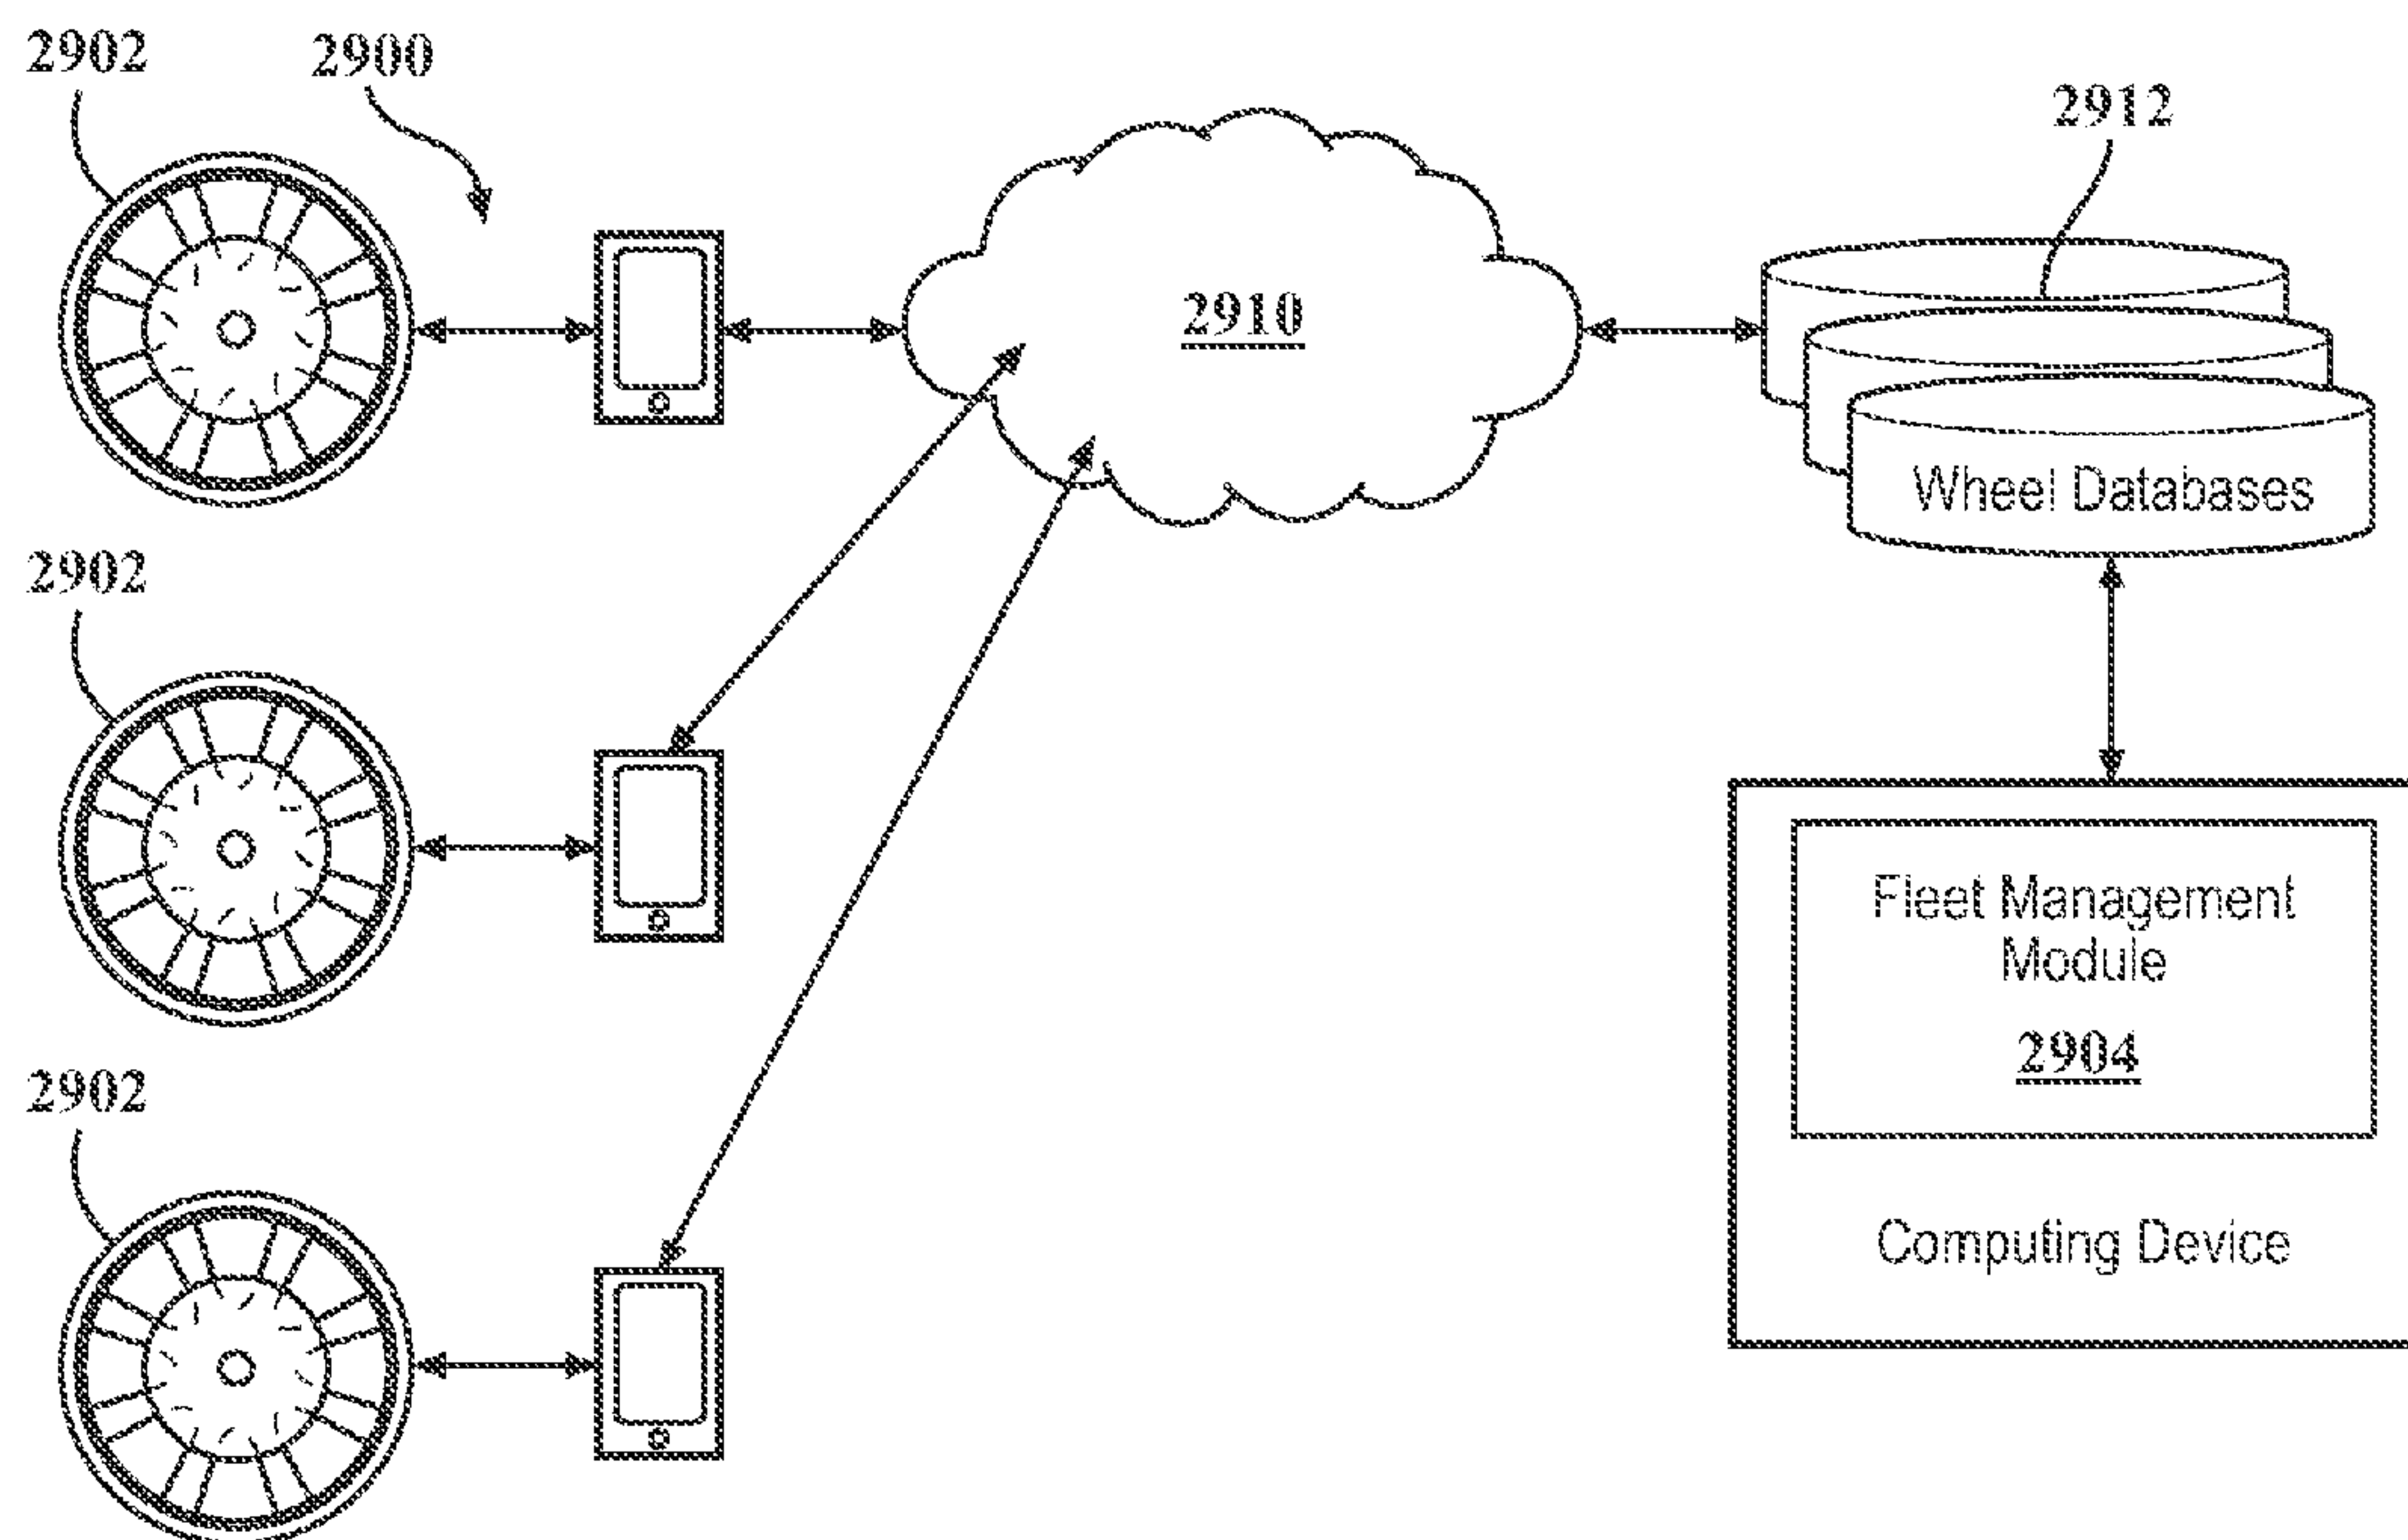 2902
2900
2912
2910
Wheel Databases
2902
Fleet Management
Module
2904
2902
Computing Device